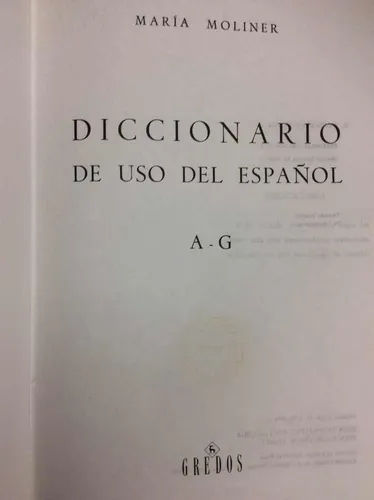 MARÍA MOLINER
DICCIONARIO
DE USO DEL ESPAÑOL
A-G
GREDOS